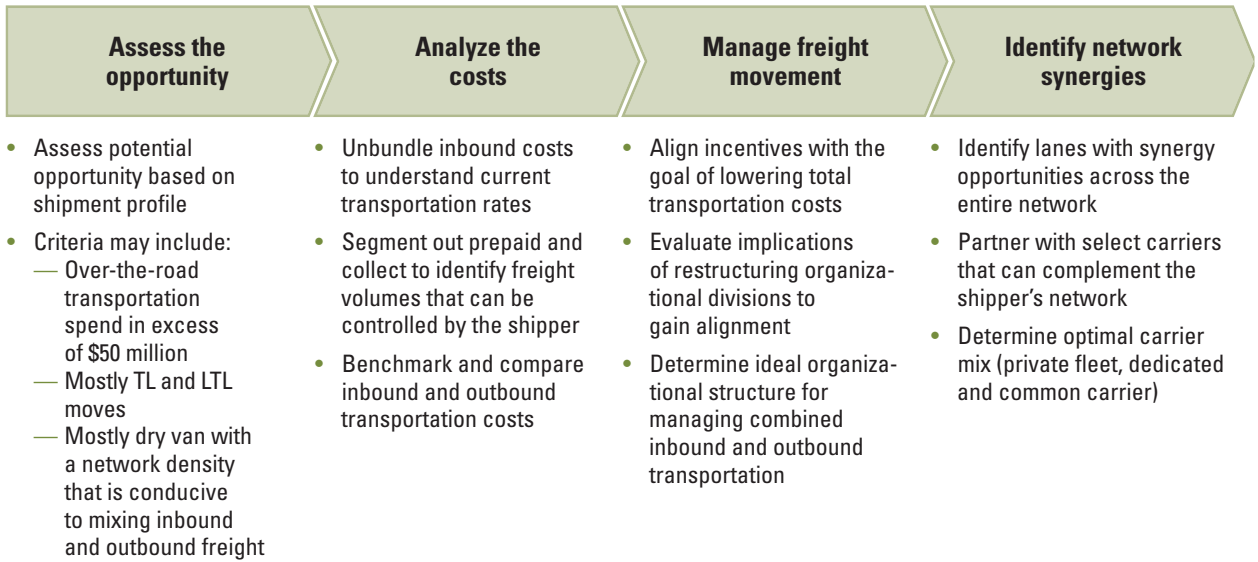 Assess the
opportunity
Analyze the
costs
Manage freight
movement
Identify network
synergies
• Assess potential
opportunity based on
shipment profile
• Criteria may include:
— Over-the-road
transportation
spend in excess
of $50 million
— Mostly TL and LTL
moves
— Mostly dry van with
a network density
that is conducive
to mixing inbound
and outbound freight
• Unbundle inbound costs
to understand current
transportation rates
• Segment out prepaid and
collect to identify freight
volumes that can be
controlled by the shipper
• Benchmark and compare
inbound and outbound
transportation costs
• Align incentives with the
goal of lowering total
transportation costs
• Evaluate implications
of restructuring organiza-
tional divisions to
gain alignment
• Determine ideal organiza-
tional structure for
managing combined
inbound and outbound
transportation
• Identify lanes with synergy
opportunities across the
entire network
• Partner with select carriers
that can complement the
shipper’s network
• Determine optimal carrier
mix (private fleet, dedicated
and common carrier)